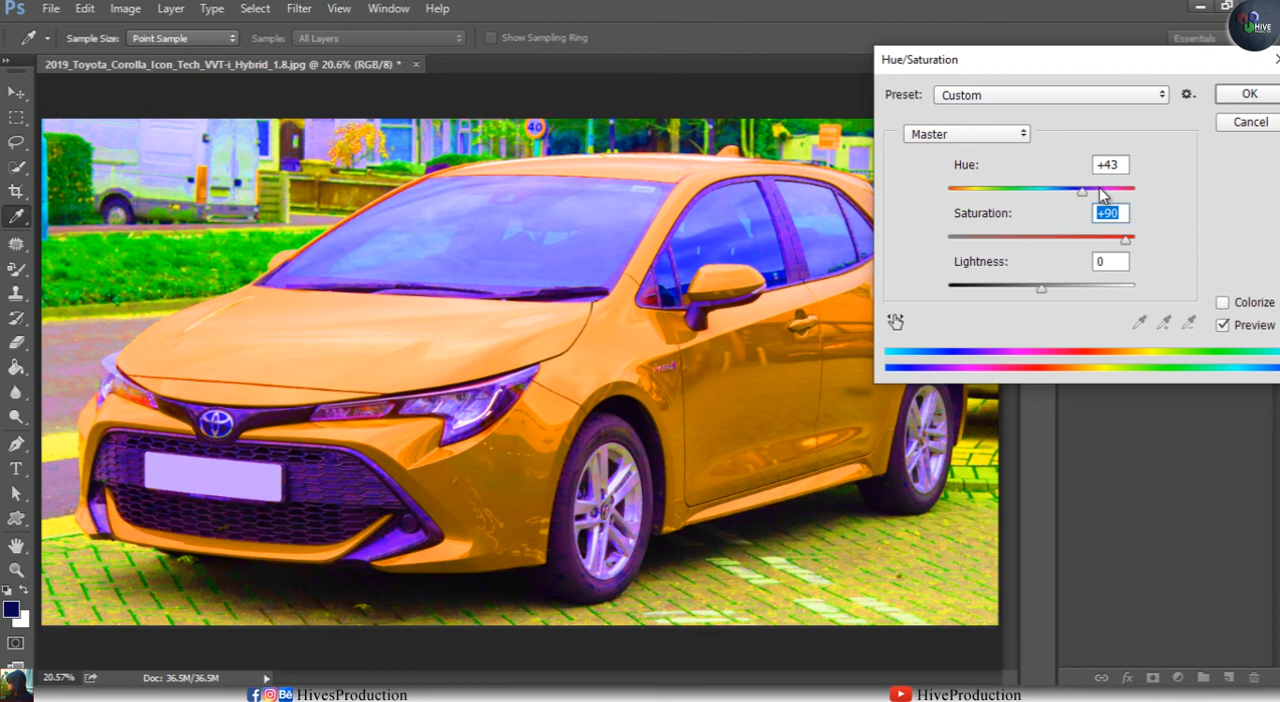 Ps File Edit Image Layer Type Select Filter View Window Help
Sample Size: Point Sample Sample: All Layers Show Sampling Ring Essentials
HIVE
2019_Toyota_Corolla_Icon_Tech_VVT-i_Hybrid_1.8.jpg @ 20.6% (RGB/8) * ×
Hue/Saturation
Preset: Custom OK
Cancel
Master
Hue: +43
Saturation: +90
Lightness: 0
Colorize
Preview
40
20.57% Doc: 36.5M/36.5M
HivesProduction
HiveProduction